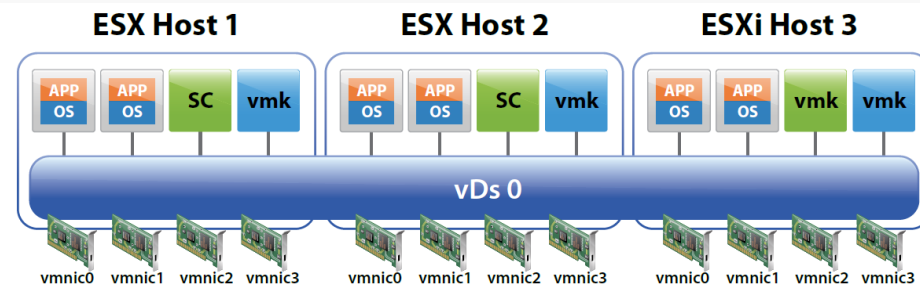 ESX Host 1
ESX Host 2
ESXi Host 3
APP
OS
APP
OS
SC
vmk
APP
OS
APP
OS
SC
vmk
APP
OS
APP
OS
vmk
vmk
vDs 0
vmnic0 vmnic1 vmnic2 vmnic3
vmnic0 vmnic1 vmnic2 vmnic3
vmnic0 vmnic1 vmnic2 vmnic3